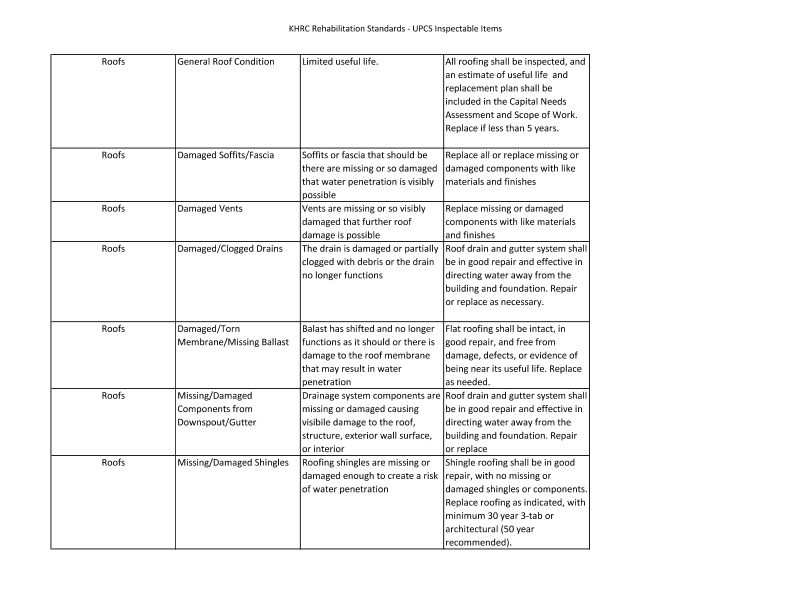 KHRC Rehabilitation Standards - UPCS Inspectable Items
Roofs
General Roof Condition
Limited useful life.
All roofing shall be inspected, and
an estimate of useful life  and
replacement plan shall be
included in the Capital Needs
Assessment and Scope of Work.
Replace if less than 5 years.
Roofs
Damaged Soffits/Fascia
Soffits or fascia that should be
there are missing or so damaged
that water penetration is visibly
possible
Replace all or replace missing or
damaged components with like
materials and finishes
Roofs
Damaged Vents
Vents are missing or so visibly
damaged that further roof
damage is possible
Replace missing or damaged
components with like materials
and finishes
Roofs
Damaged/Clogged Drains
The drain is damaged or partially
clogged with debris or the drain
no longer functions
Roof drain and gutter system shall
be in good repair and effective in
directing water away from the
building and foundation. Repair
or replace as necessary.
Roofs
Damaged/Torn
Membrane/Missing Ballast
Balast has shifted and no longer
functions as it should or there is
damage to the roof membrane
that may result in water
penetration
Flat roofing shall be intact, in
good repair, and free from
damage, defects, or evidence of
being near its useful life. Replace
as needed.
Roofs
Missing/Damaged
Components from
Downspout/Gutter
Drainage system components are
missing or damaged causing
visibile damage to the roof,
structure, exterior wall surface,
or interior
Roof drain and gutter system shall
be in good repair and effective in
directing water away from the
building and foundation. Repair
or replace
Roofs
Missing/Damaged Shingles
Roofing shingles are missing or
damaged enough to create a risk
of water penetration
Shingle roofing shall be in good
repair, with no missing or
damaged shingles or components.
Replace roofing as indicated, with
minimum 30 year 3-tab or
architectural (50 year
recommended).